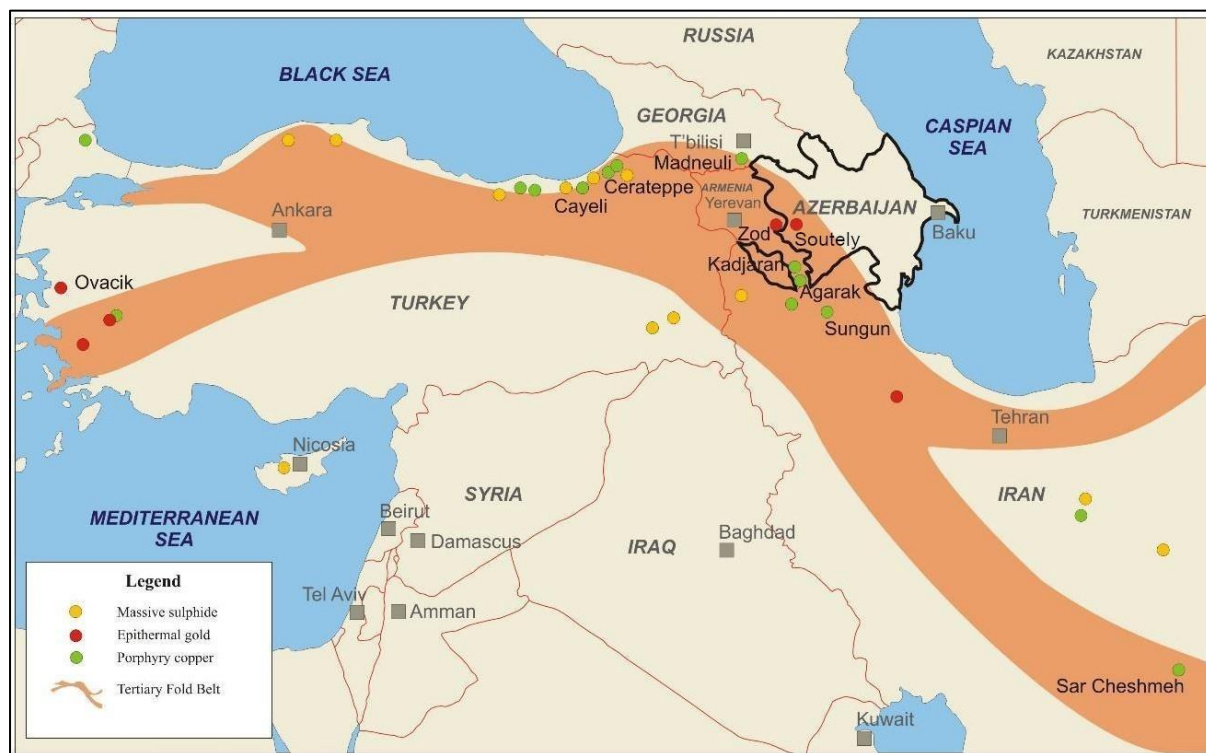 RUSSIA
KAZAKHSTAN
BLACK SEA
GEORGIA
T'bilisi
CASPIAN
SEA
Madneuli
Cerateppe
ARMENIA
Yerevan
AZERBAIJAN
Cayeli
Ankara
Zod
Soutely
Baku
TURKMENISTAN
Kadjaran
Ovacik
Agarak
TURKEY
Sungun
Tehran
Nicosia
SYRIA
IRAN
MEDITERRANEAN
SEA
Beirut
Damascus
IRAQ
Baghdad
Legend
Massive sulphide
Epithermal gold
Porphyry copper
Tertiary Fold Belt
Tel Aviv
Amman
Sar Cheshmeh
Kuwait